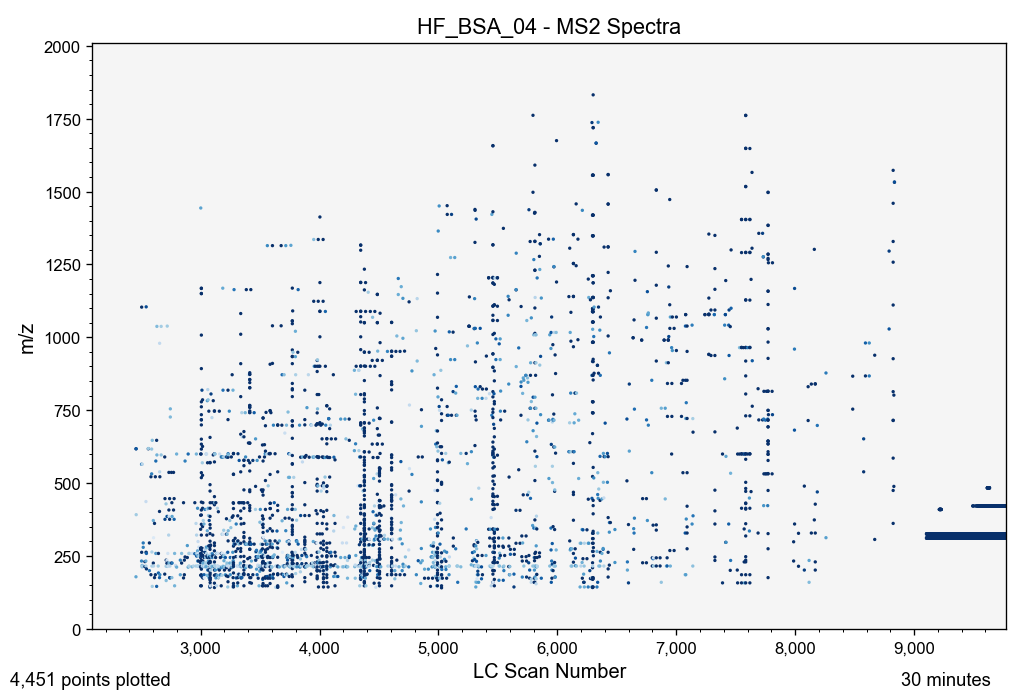 HF_BSA_04 - MS2 Spectra
2000
1750
1500
1250
1000
750
500
250
0
m/z
3,000 4,000 5,000 6,000 7,000 8,000 9,000
LC Scan Number
4,451 points plotted
30 minutes